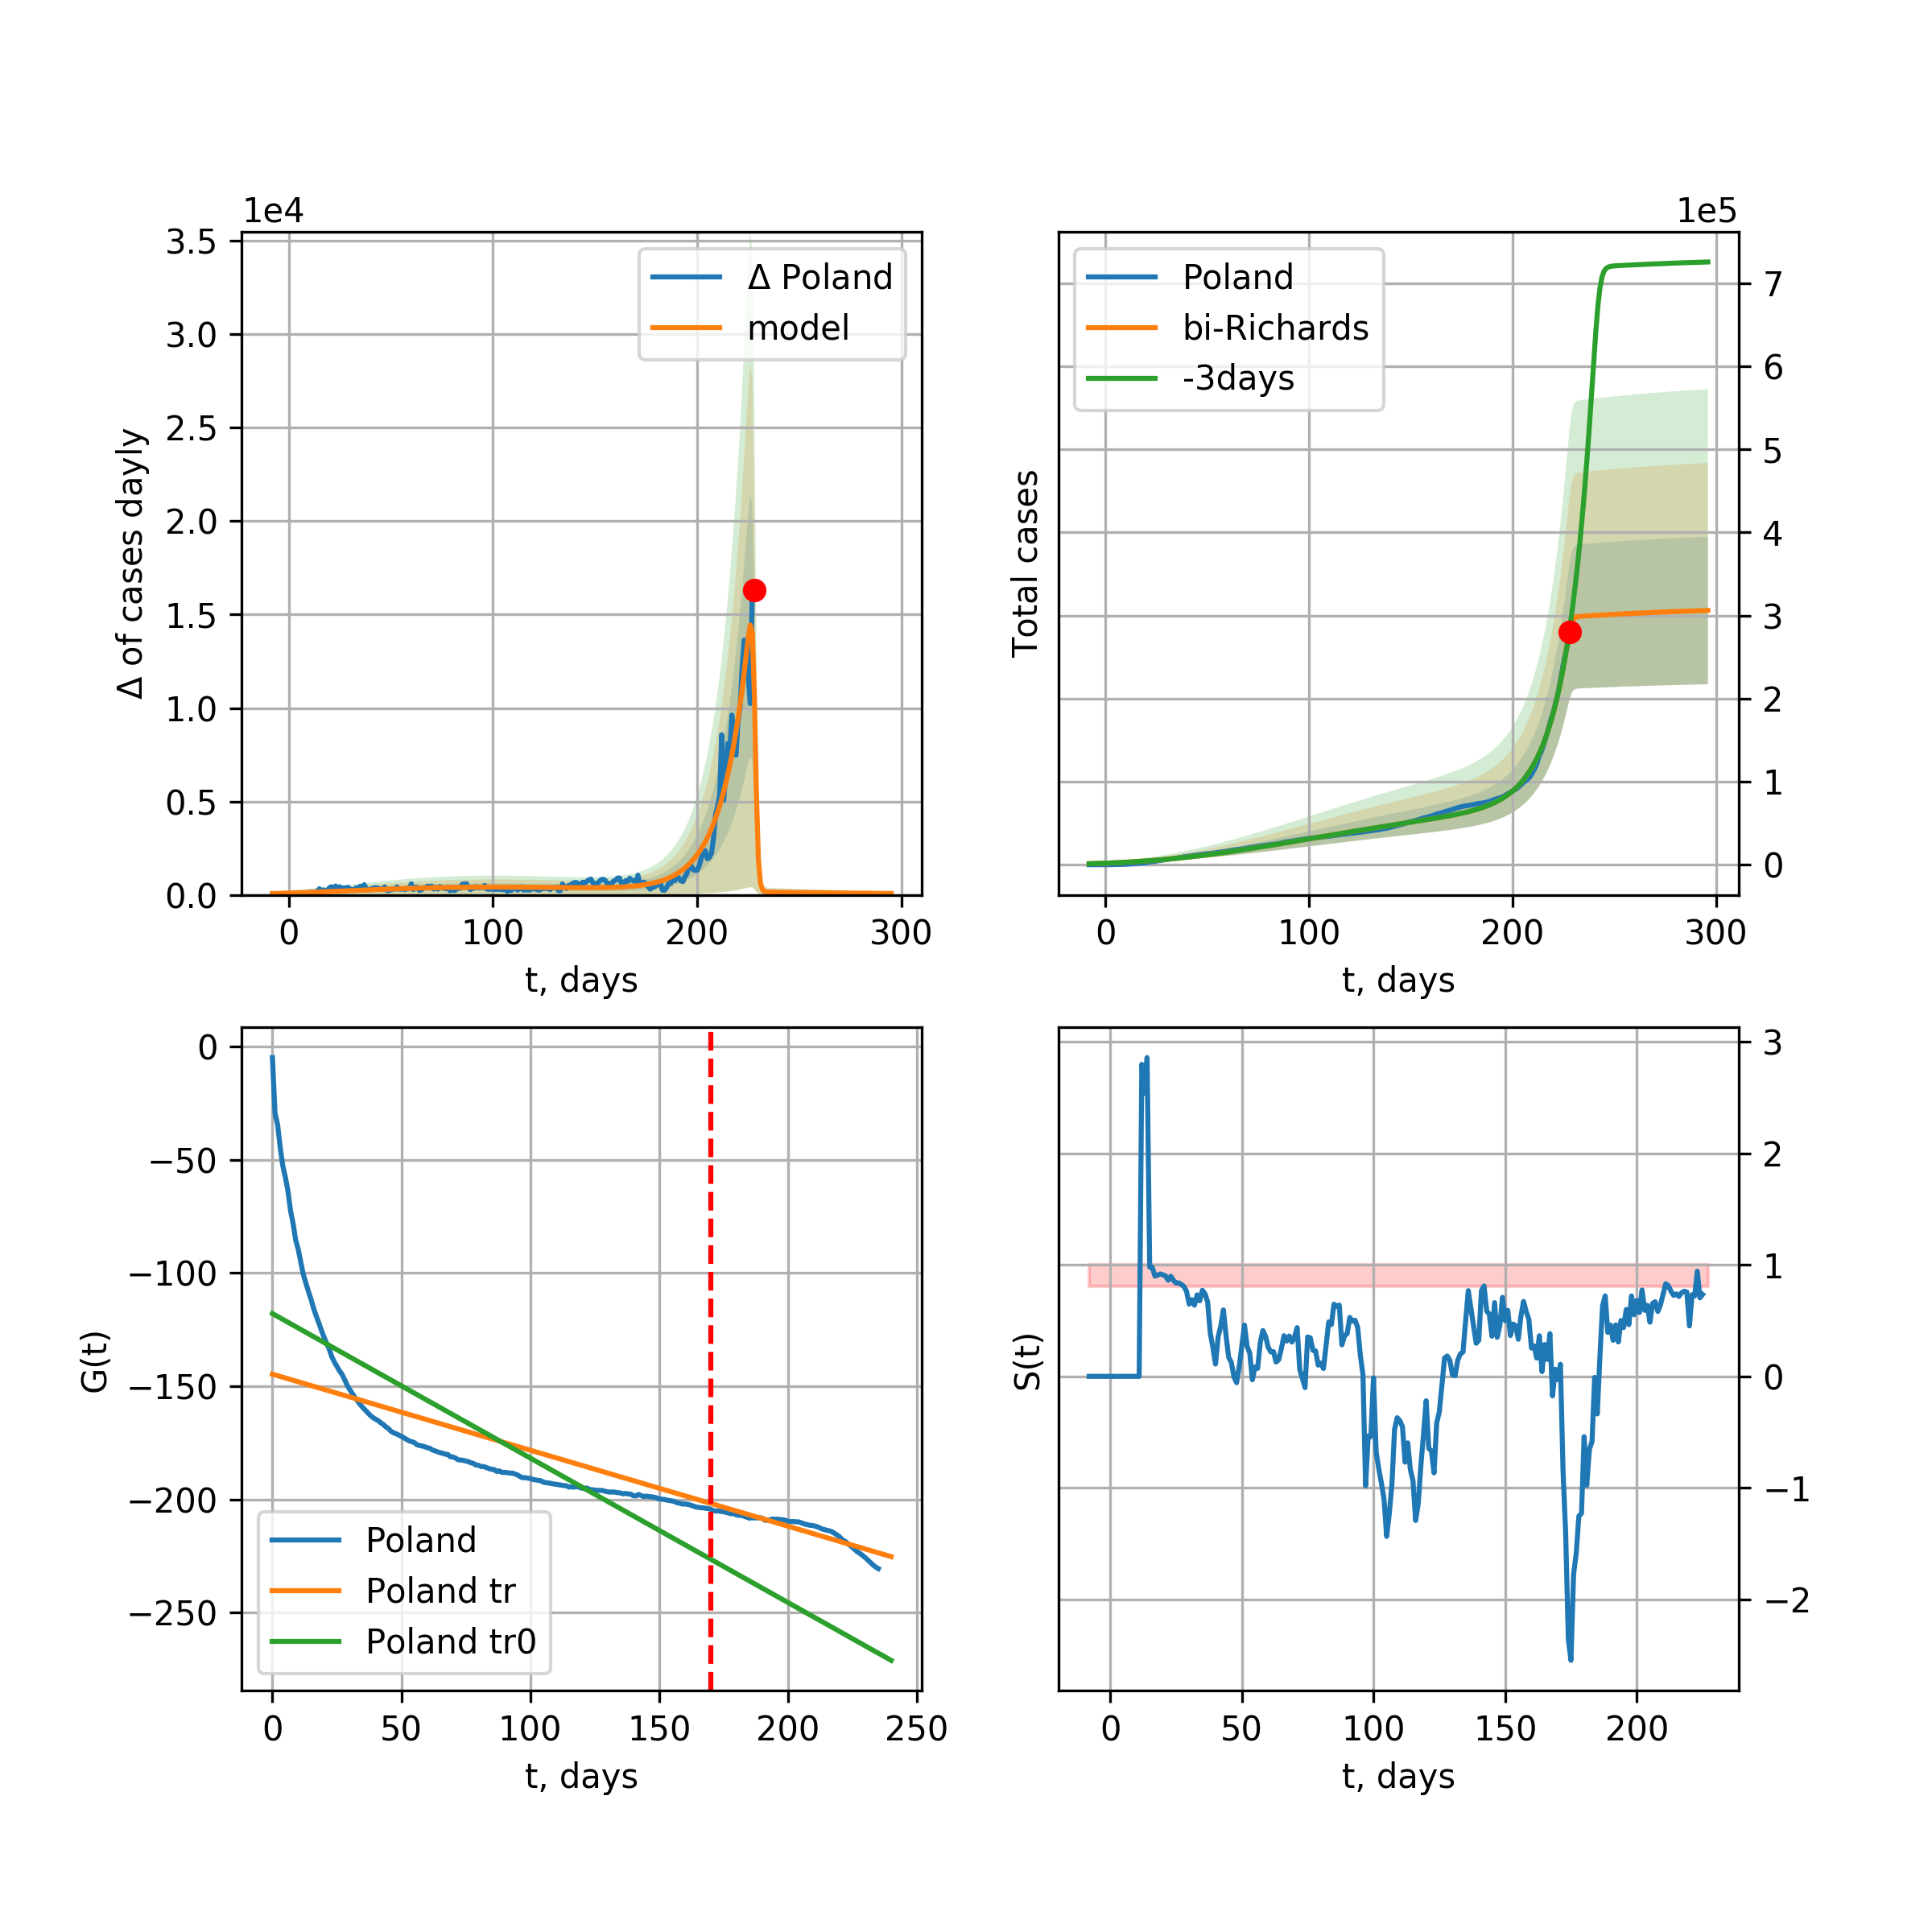 1e4
3.5
3.0
2.5
2.0
1.5
1.0
0.5
0.0
Δ of cases dayly
Δ Poland
model
0 100 200 300
t, days
1e5
Poland
bi-Richards
-3days
Total cases
7
6
5
4
3
2
1
0
0 100 200 300
t, days
0
−50
−100
−150
−200
−250
G(t)
Poland
Poland tr
Poland tr0
0 50 100 150 200 250
t, days
S(t)
3
2
1
0
−1
−2
0 50 100 150 200
t, days